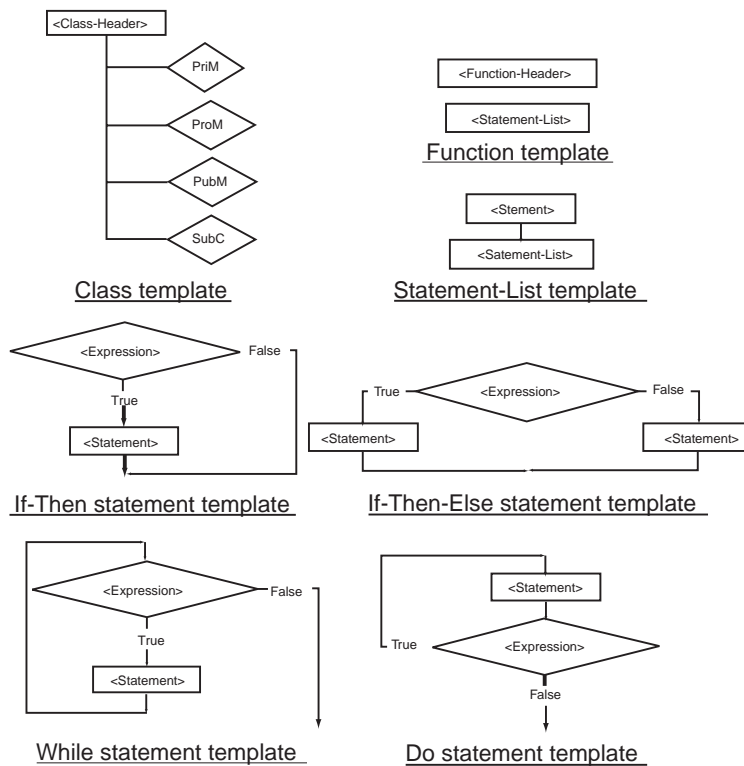 <Class-Header>
PriM
ProM
PubM
SubC
Class template
<Function-Header>
<Statement-List>
Function template
<Stement>
<Satement-List>
Statement-List template
<Expression>
False
True
<Statement>
If-Then statement template
True
<Expression>
False
<Statement>
<Statement>
If-Then-Else statement template
<Expression>
False
True
<Statement>
While statement template
<Statement>
True
<Expression>
False
Do statement template